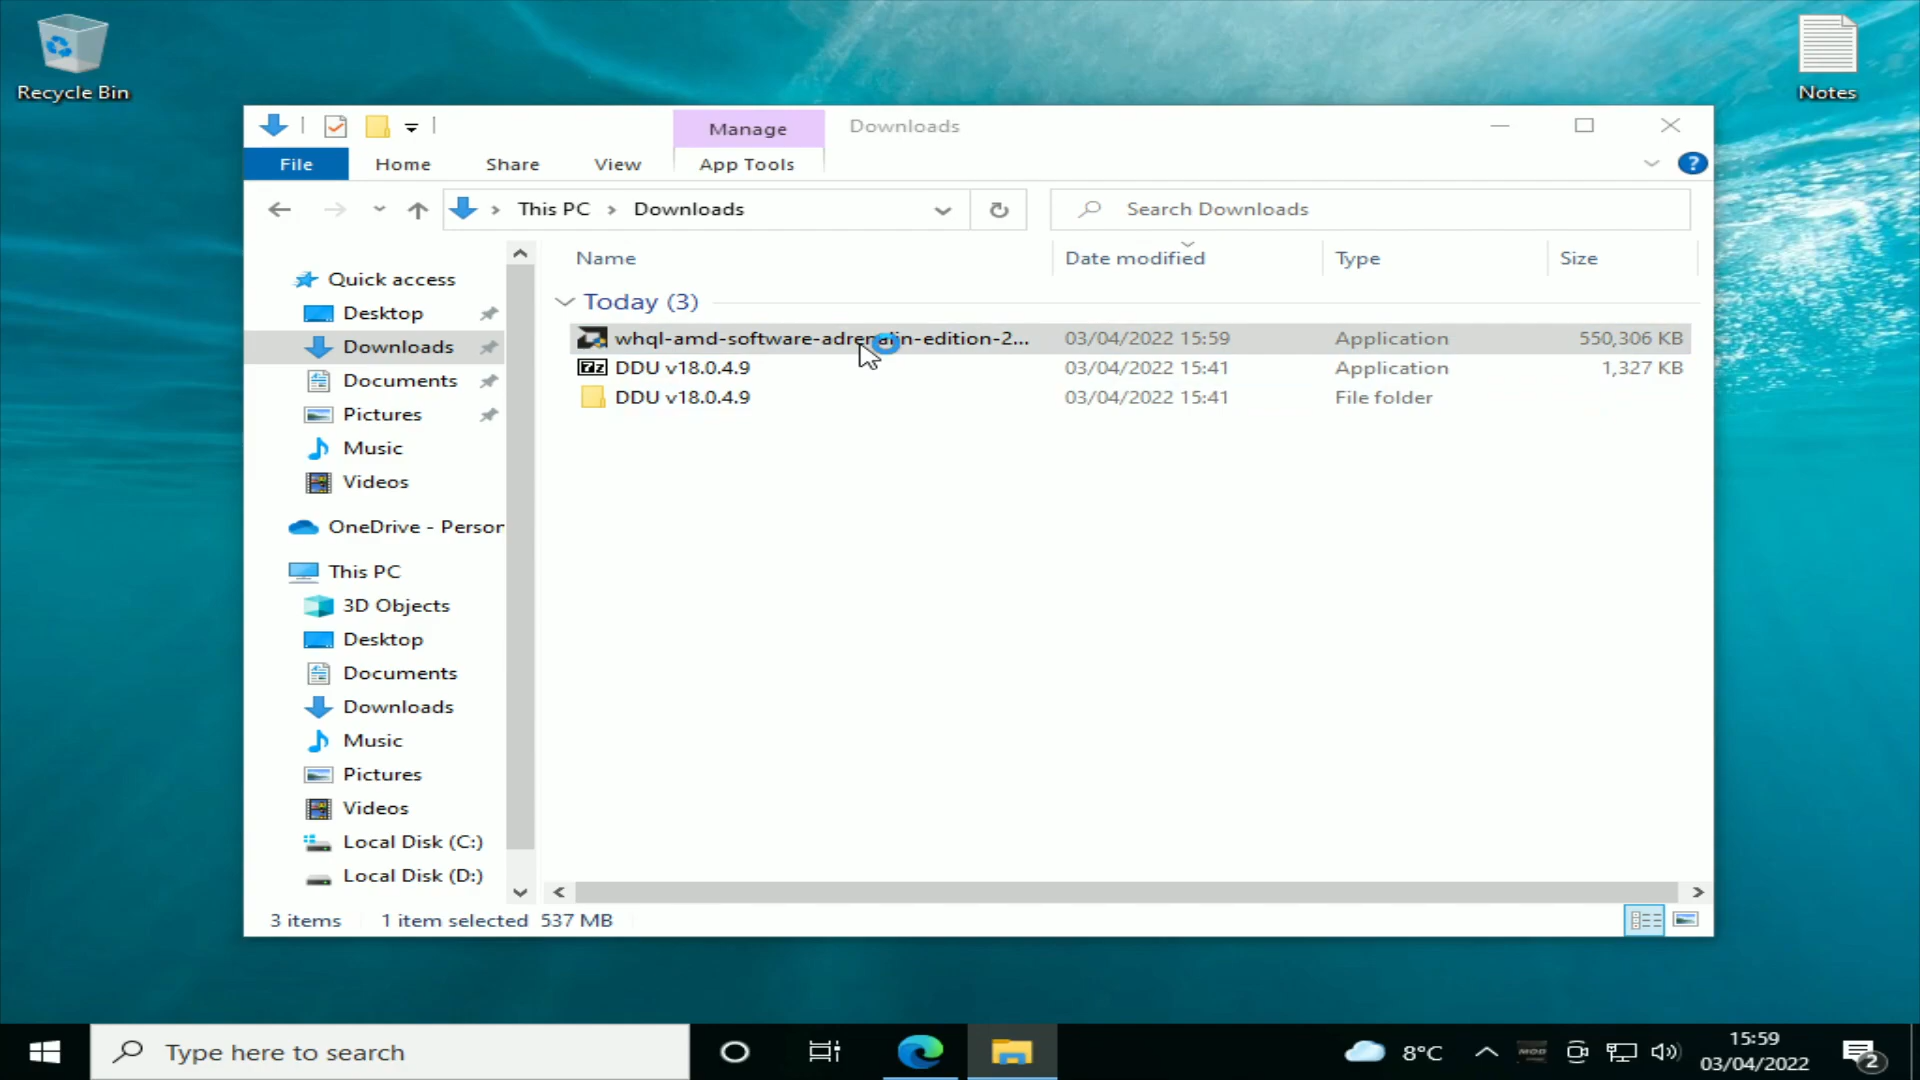 Recycle Bin
Notes
Manage
Downloads
File
Home
Share
View
App Tools
This PC
Downloads
Search Downloads
Name
Date modified
Type
Size
Quick access
Desktop
Downloads
Documents
Pictures
Music
Videos
OneDrive - Person
This PC
3D Objects
Desktop
Documents
Downloads
Music
Pictures
Videos
Local Disk (C:)
Local Disk (D:)
Today (3)
whql-amd-software-adrenalin-edition-2... 03/04/2022 15:59 Application 550,306 KB
DDU v18.0.4.9 03/04/2022 15:41 Application 1,327 KB
DDU v18.0.4.9 03/04/2022 15:41 File folder
3 items 1 item selected 537 MB
Type here to search
8°C
MOD
15:59
03/04/2022
2